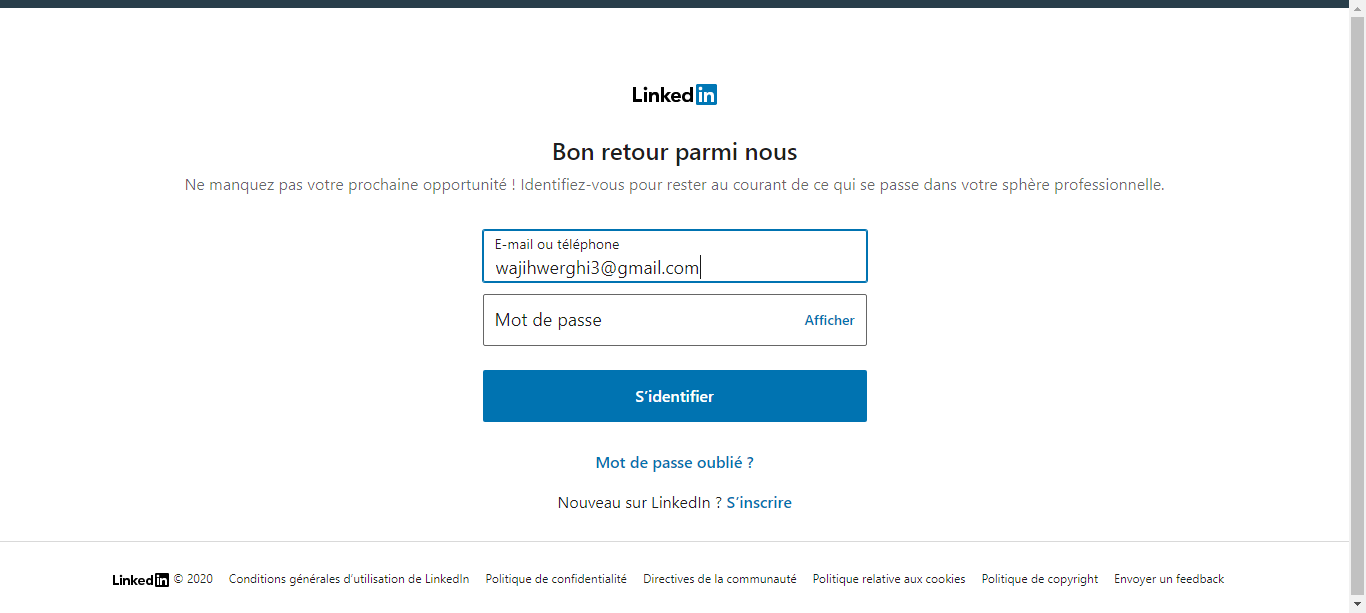 LinkedIn
Bon retour parmi nous
Ne manquez pas votre prochaine opportunité ! Identifiez-vous pour rester au courant de ce qui se passe dans votre sphère professionnelle.
E-mail ou téléphone
wajihwerghi3@gmail.com
Mot de passe Afficher
S’identifier
Mot de passe oublié ?
Nouveau sur LinkedIn ? S’inscrire
LinkedIn © 2020 Conditions générales d’utilisation de LinkedIn Politique de confidentialité Directives de la communauté Politique relative aux cookies Politique de copyright Envoyer un feedback